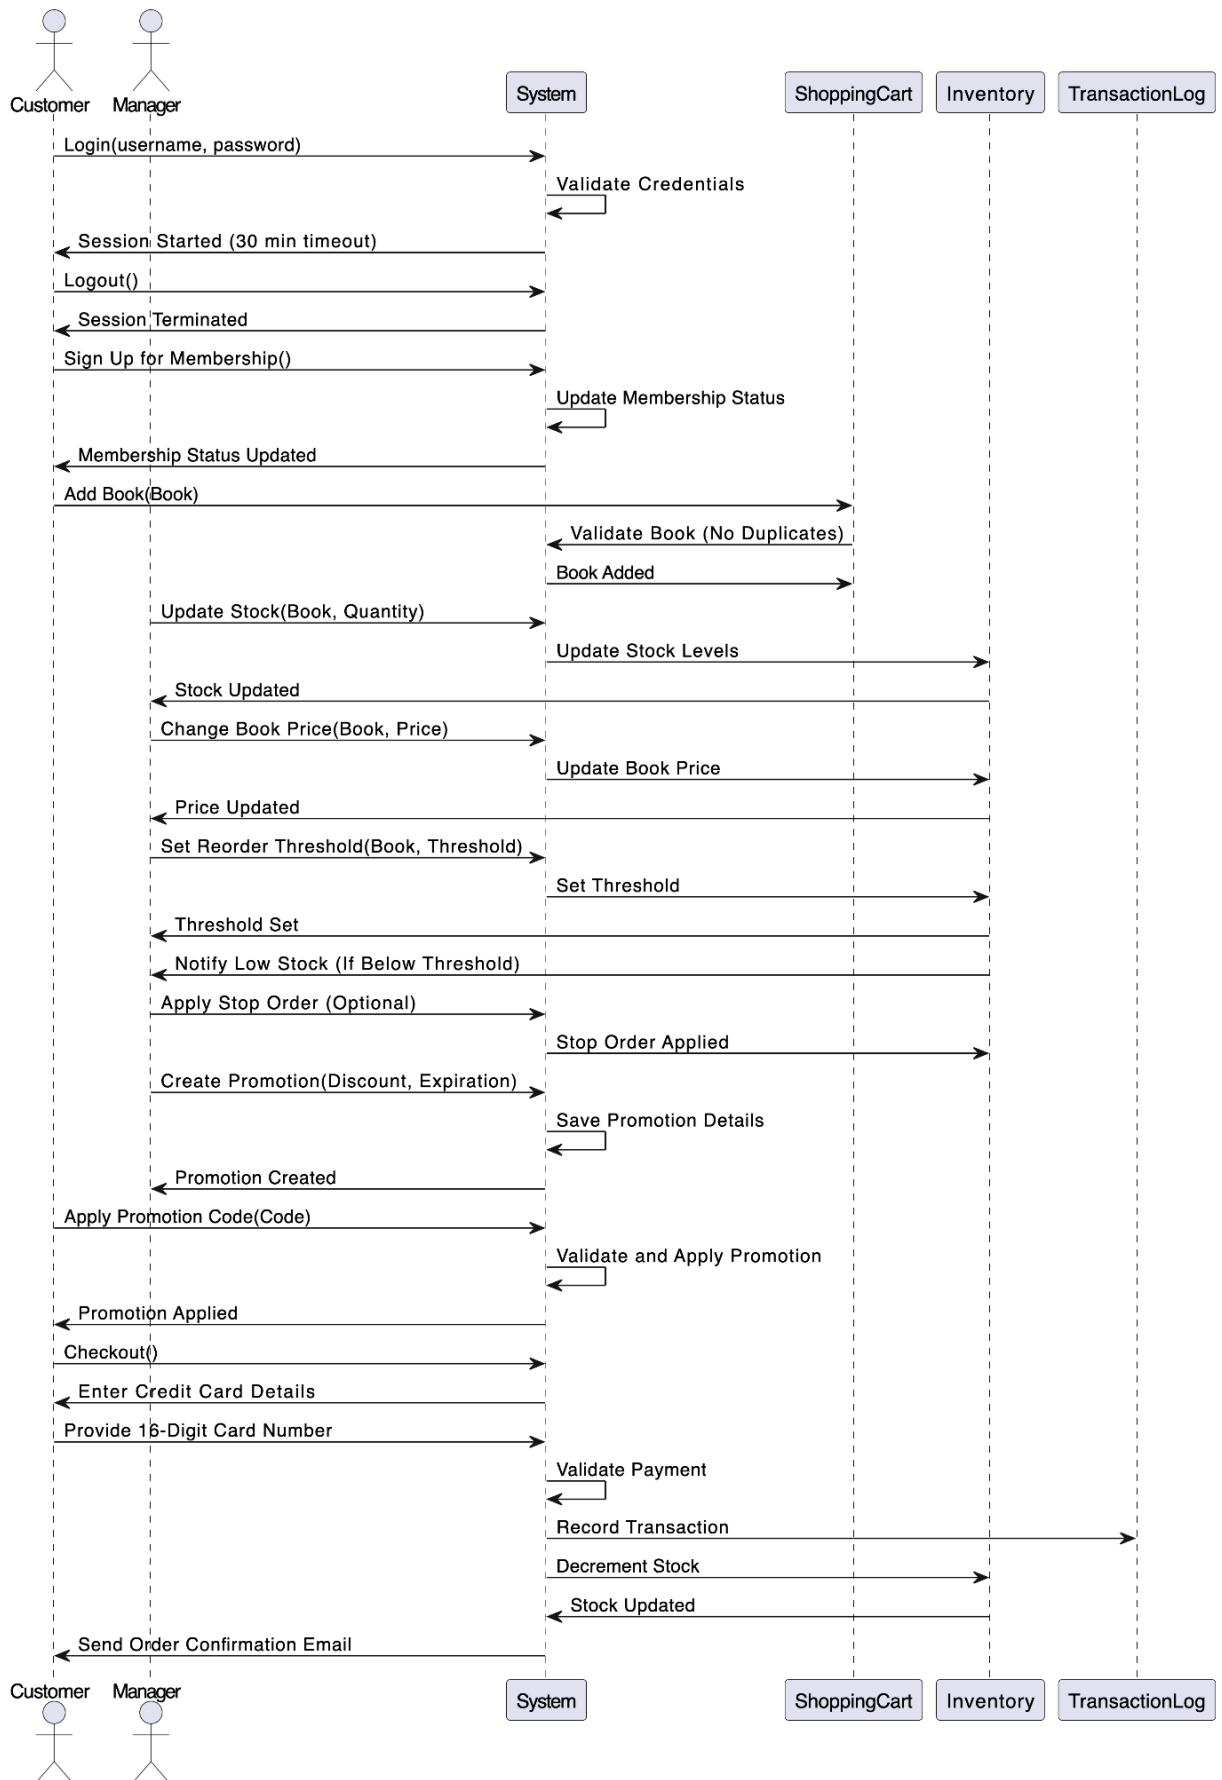 Customer
Manager
System
ShoppingCart
Inventory
TransactionLog
Login(username, password)
Validate Credentials
Session Started (30 min timeout)
Logout()
Session Terminated
Sign Up for Membership()
Update Membership Status
Membership Status Updated
Add Book(Book)
Validate Book (No Duplicates)
Book Added
Update Stock(Book, Quantity)
Update Stock Levels
Stock Updated
Change Book Price(Book, Price)
Update Book Price
Price Updated
Set Reorder Threshold(Book, Threshold)
Set Threshold
Threshold Set
Notify Low Stock (If Below Threshold)
Apply Stop Order (Optional)
Stop Order Applied
Create Promotion(Discount, Expiration)
Save Promotion Details
Promotion Created
Apply Promotion Code(Code)
Validate and Apply Promotion
Promotion Applied
Checkout()
Enter Credit Card Details
Provide 16-Digit Card Number
Validate Payment
Record Transaction
Decrement Stock
Stock Updated
Send Order Confirmation Email
Customer
Manager
System
ShoppingCart
Inventory
TransactionLog